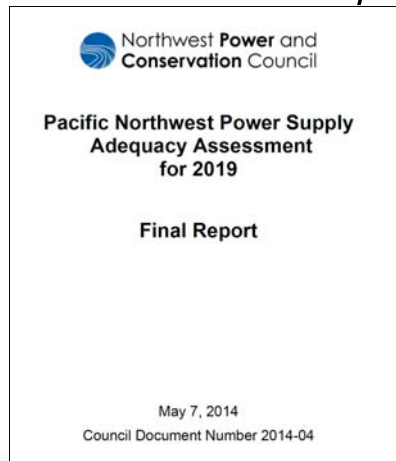 Northwest Power and
Conservation Council
Pacific Northwest Power Supply
Adequacy Assessment
for 2019
Final Report
May 7, 2014
Council Document Number 2014-04